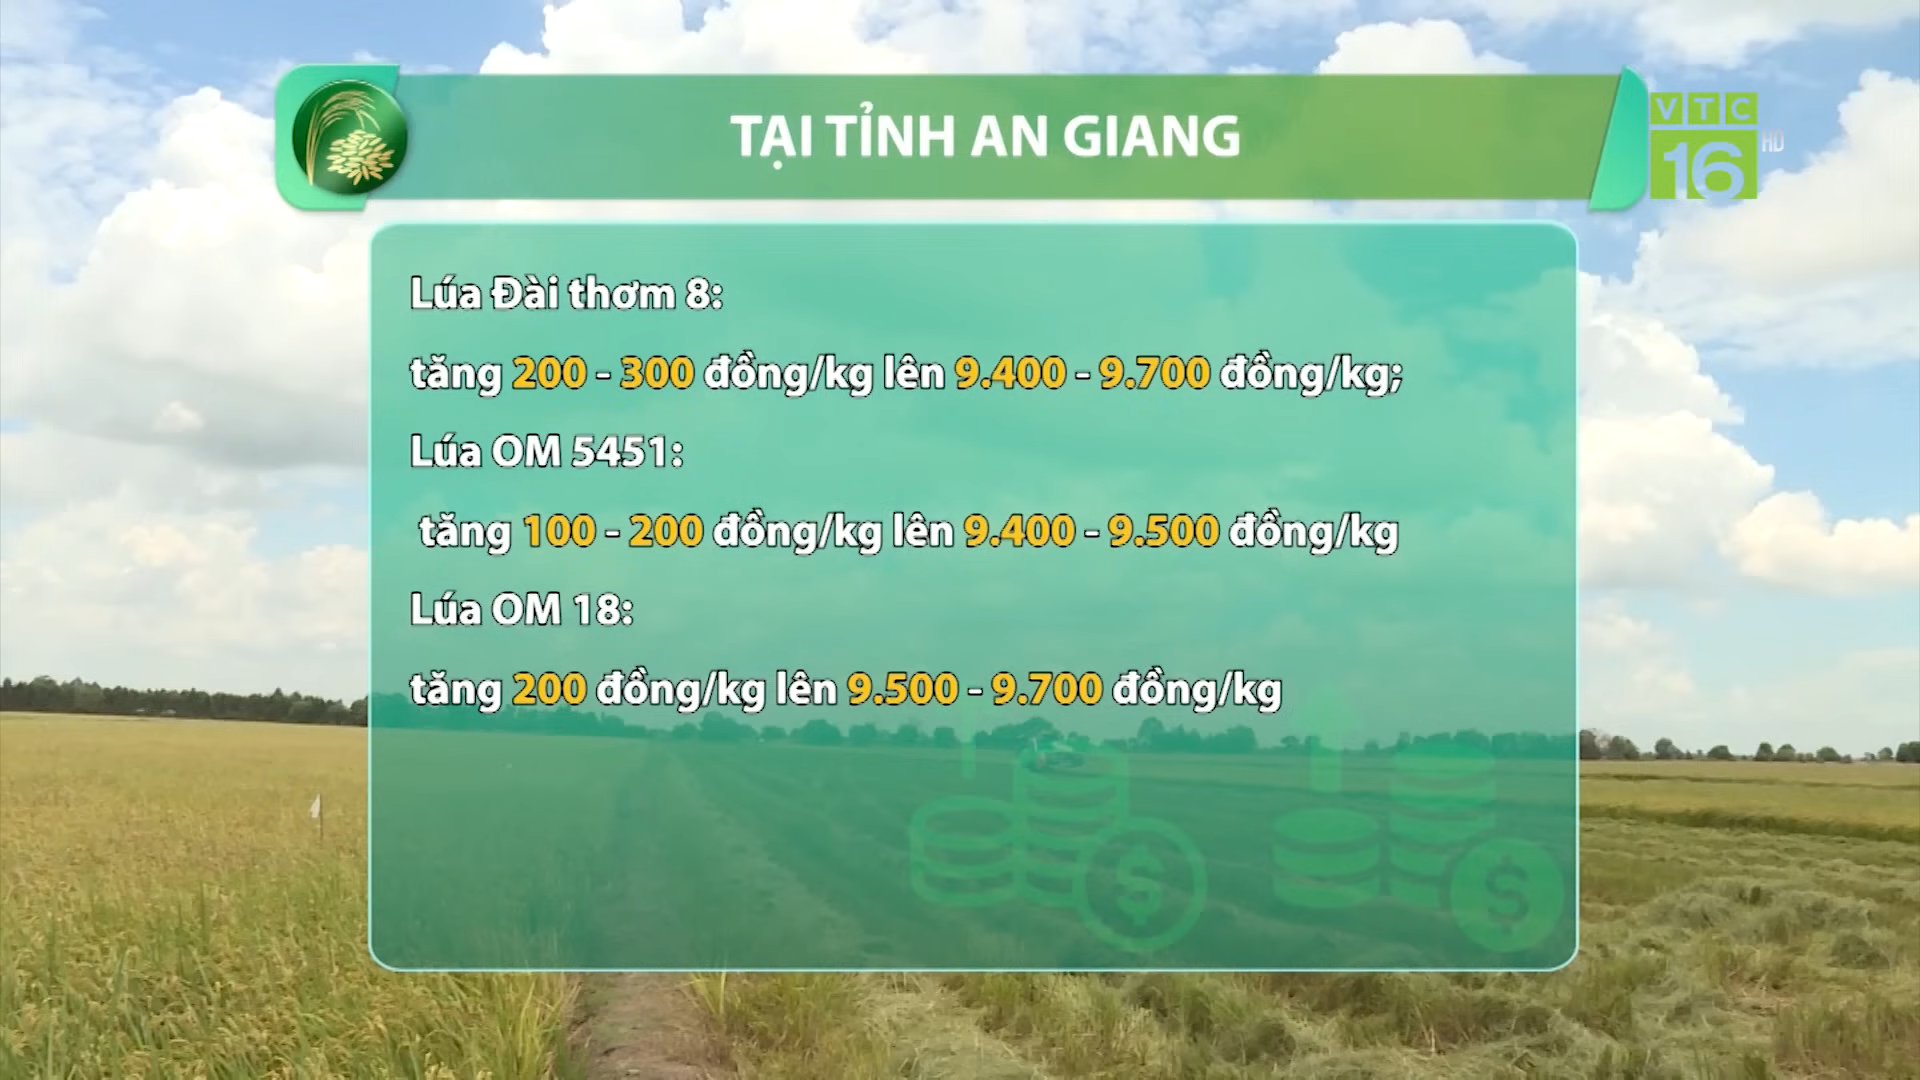 TẠI TỈNH AN GIANG
VTC
16 HD
Lúa Đài thơm 8:
tăng 200 - 300 đồng/kg lên 9.400 - 9.700 đồng/kg;
Lúa OM 5451:
tăng 100 - 200 đồng/kg lên 9.400 - 9.500 đồng/kg
Lúa OM 18:
tăng 200 đồng/kg lên 9.500 - 9.700 đồng/kg
$
$